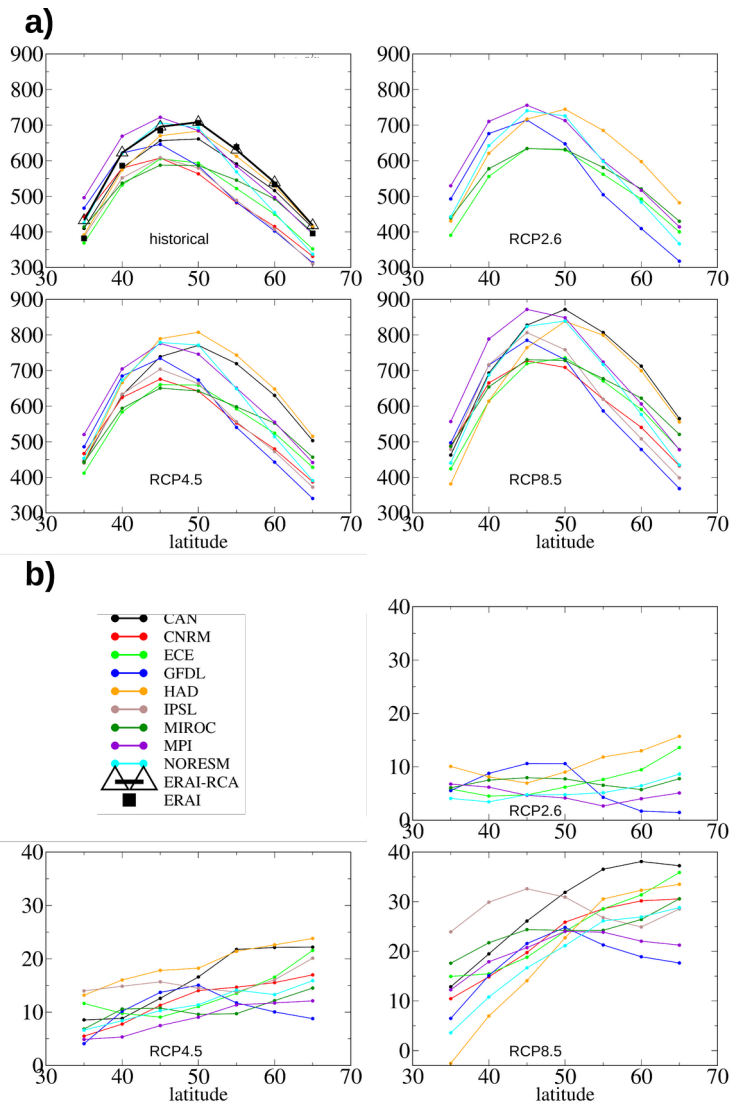 a)
900
800
700
600
500
400
300
30 40 50 60 70
historical
900
800
700
600
500
400
300
30 40 50 60 70
RCP2.6
900
800
700
600
500
400
300
30 40 50 60 70
RCP4.5
latitude
900
800
700
600
500
400
300
30 40 50 60 70
RCP8.5
latitude
b)
CAN
CNRM
ECE
GFDL
HAD
IPSL
MIROC
MPI
NORESM
ERAI-RCA
ERAI
40
30
20
10
0
RCP2.6
30 40 50 60 70
40
30
20
10
0
RCP4.5
30 40 50 60 70
latitude
40
30
20
10
0
RCP8.5
30 40 50 60 70
latitude